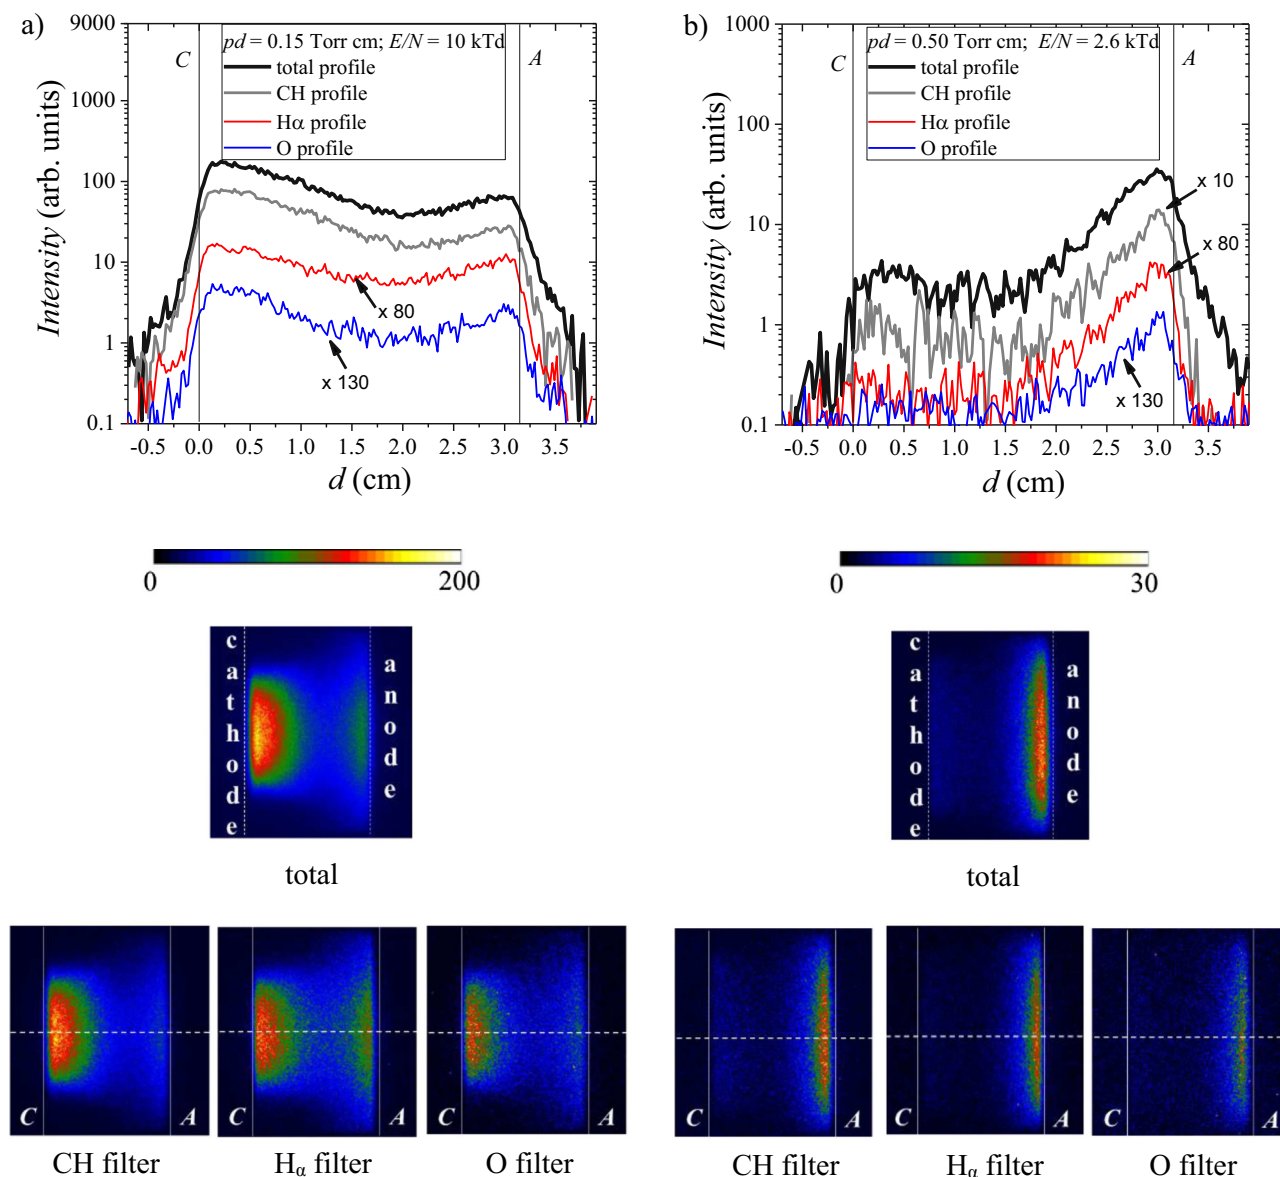 a)
9000
1000
100
10
1
0.1
Intensity (arb. units)
C
A
pd = 0.15 Torr cm; E/N = 10 kTd
total profile
CH profile
Hα profile
O profile
x 80
x 130
-0.5 0.0 0.5 1.0 1.5 2.0 2.5 3.0 3.5
d (cm)
0 200
cathode
anode
total
C A
C A
C A
CH filter
Hα filter
O filter
b)
1000
100
10
1
0.1
Intensity (arb. units)
C
A
pd = 0.50 Torr cm; E/N = 2.6 kTd
total profile
CH profile
Hα profile
O profile
x 10
x 80
x 130
-0.5 0.0 0.5 1.0 1.5 2.0 2.5 3.0 3.5
d (cm)
0 30
cathode
anode
total
C A
C A
C A
CH filter
Hα filter
O filter